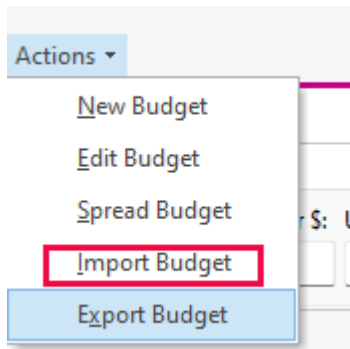 Actions
New Budget
Edit Budget
Spread Budget
r $:
Import Budget
Export Budget